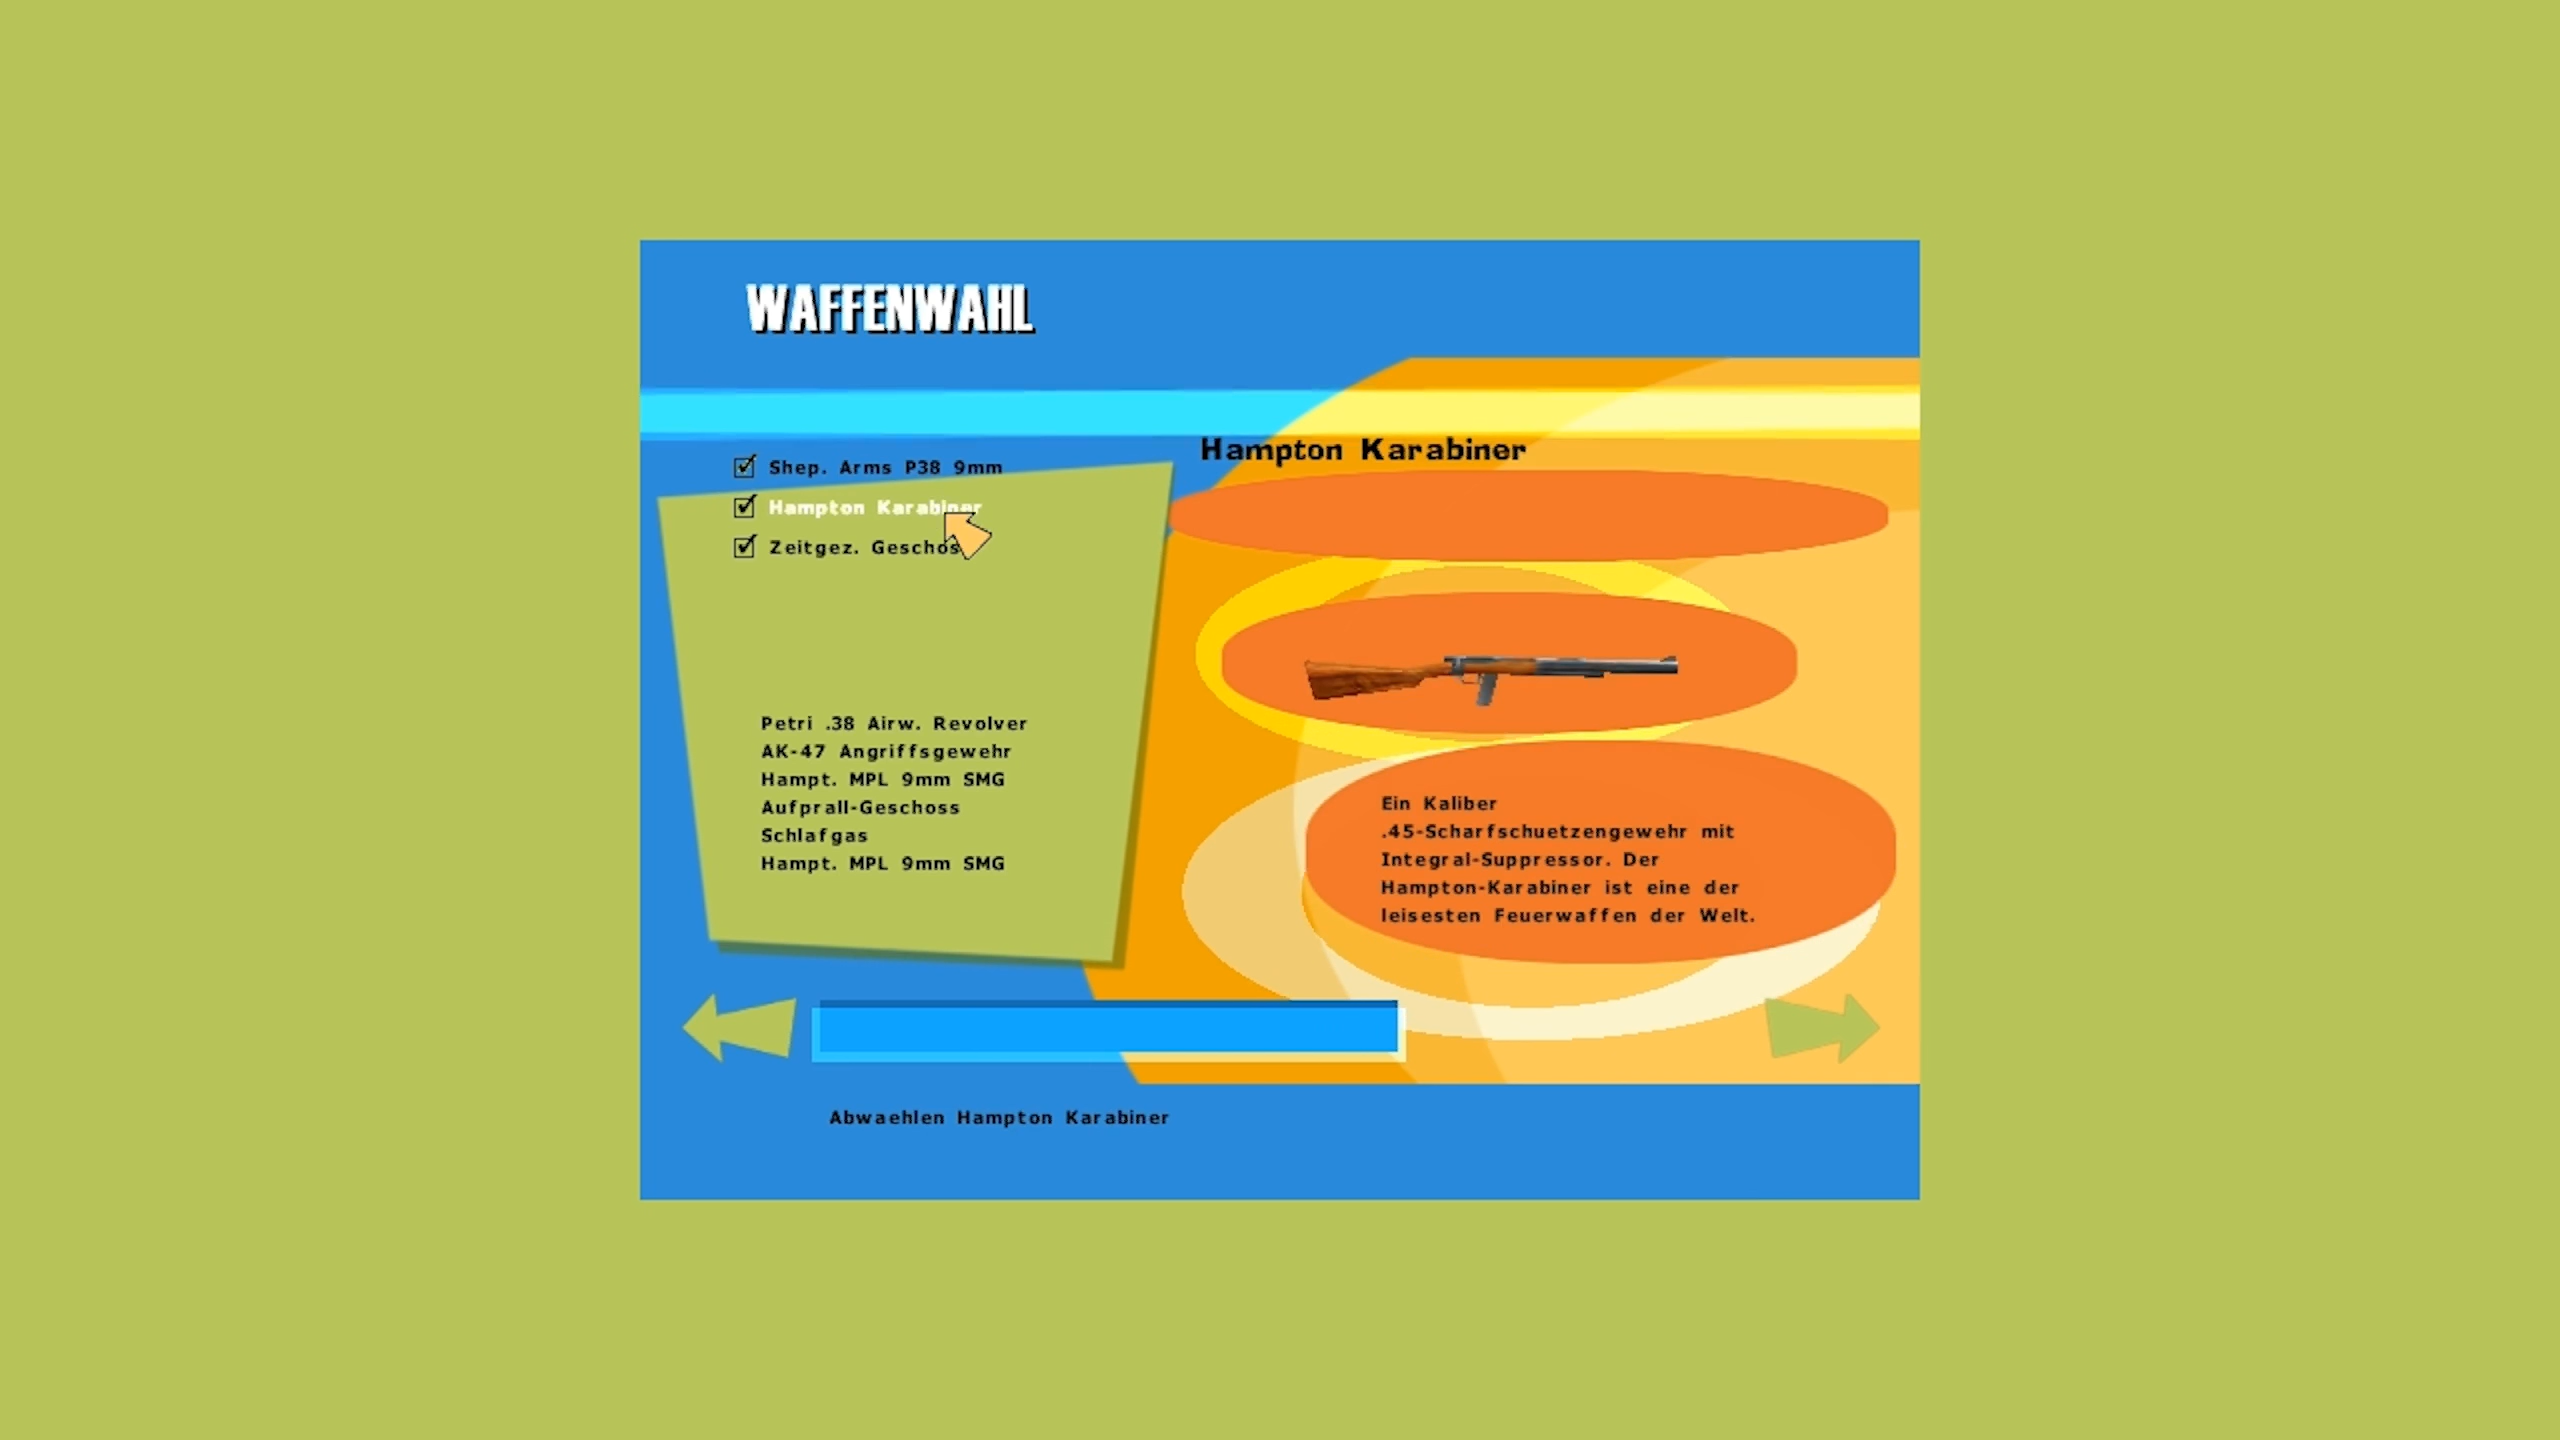 WAFFENWAHL
Shep. Arms P38 9mm
Hampton Karabiner
Zeitgez. Geschoss
Petri .38 Airw. Revolver
AK-47 Angriffsgewehr
Hampt. MPL 9mm SMG
Aufprall-Geschoss
Schlafgas
Hampt. MPL 9mm SMG
Hampton Karabiner
Ein Kaliber
.45-Scharfschuetzengewehr mit
Integral-Suppressor. Der
Hampton-Karabiner ist eine der
leisesten Feuerwaffen der Welt.
Abwaehlen Hampton Karabiner